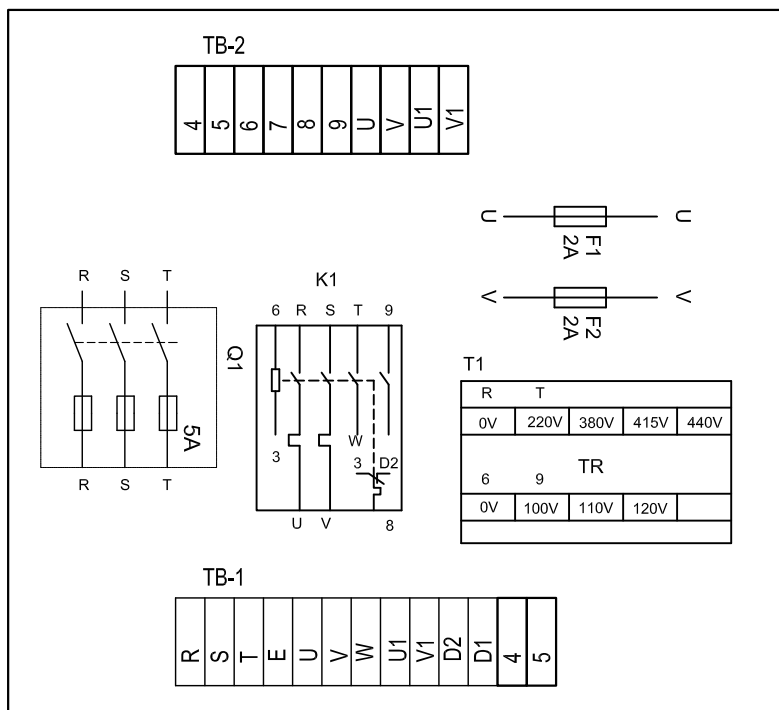 TB-2
4 5 6 7 8 9 U V U1 V1
U U
F1
2A
V V
F2
2A
R S T
Q1
5A
R S T
K1
6 R S T 9
3 W 3 D2
U V 8
T1
R T
0V 220V 380V 415V 440V
TR
6 9
0V 100V 110V 120V
TB-1
R S T E U V W U1 V1 D2 D1 4 5